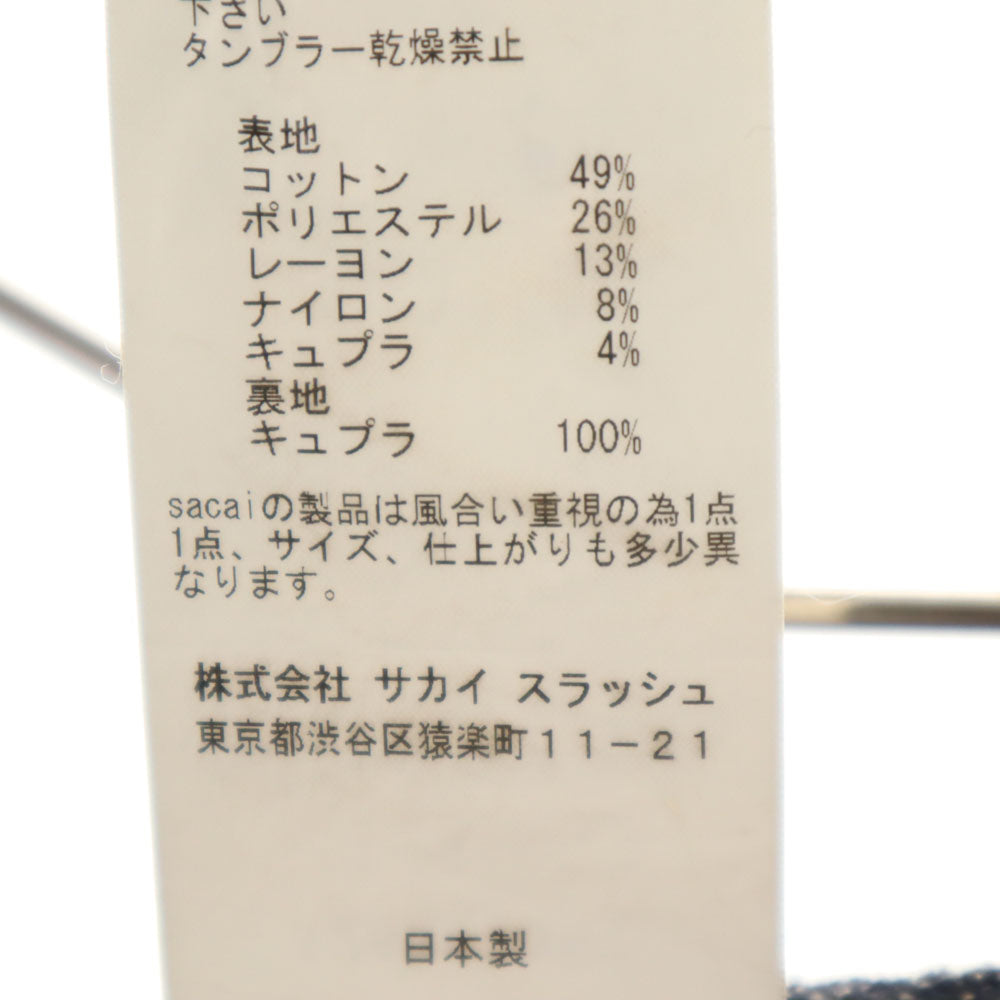 下さい
タンブラー乾燥禁止
表地
コットン 49%
ポリエステル 26%
レーヨン 13%
ナイロン 8%
キュプラ 4%
裏地
キュプラ 100%
sacaiの製品は風合い重視の為1点
1点、サイズ、仕上がりも多少異
なります。
株式会社 サカイ スラッシュ
東京都渋谷区猿楽町11-21
日本製